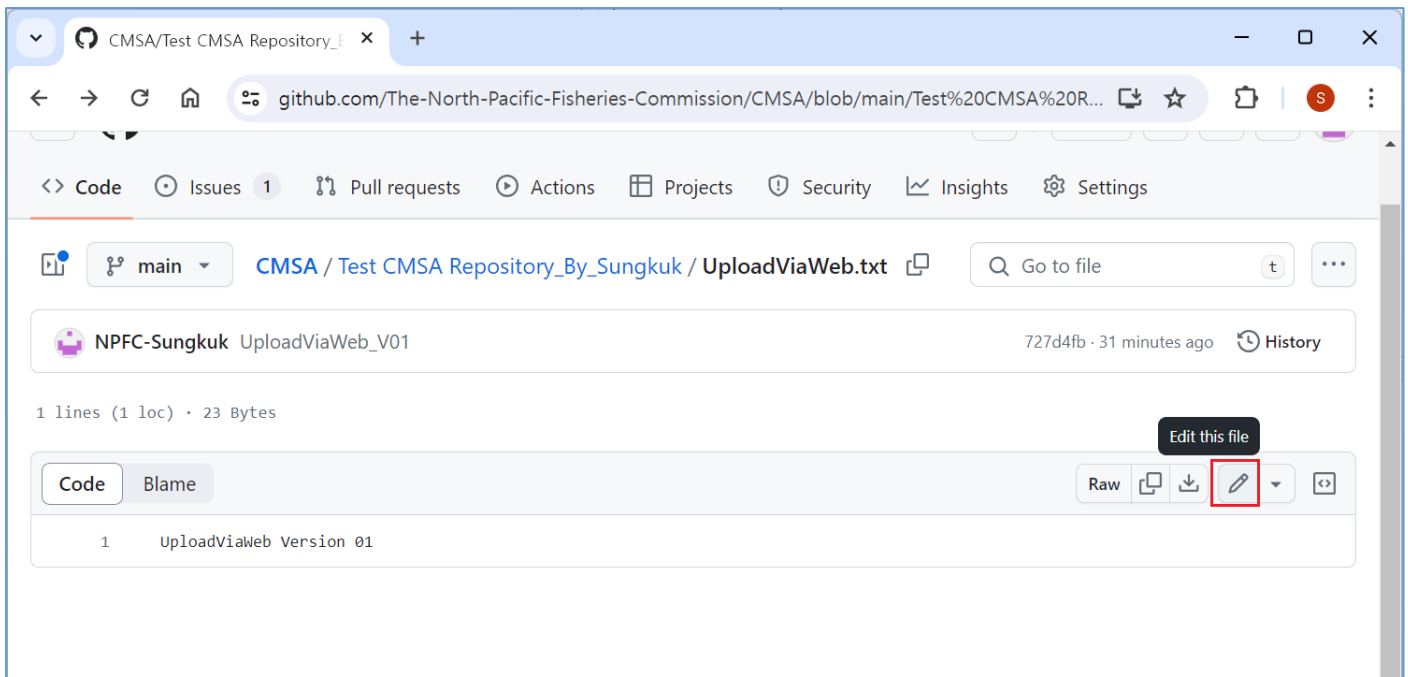 CMSA/Test CMSA Repository_
github.com/The-North-Pacific-Fisheries-Commission/CMSA/blob/main/Test%20CMSA%20R...
S
Code Issues 1 Pull requests Actions Projects Security Insights Settings
main CMSA / Test CMSA Repository_By_Sungkuk / UploadViaWeb.txt Go to file t
NPFC-Sungkuk UploadViaWeb_V01 727d4fb · 31 minutes ago History
1 lines (1 loc) · 23 Bytes
Edit this file
Code Blame Raw
1 UploadViaWeb Version 01